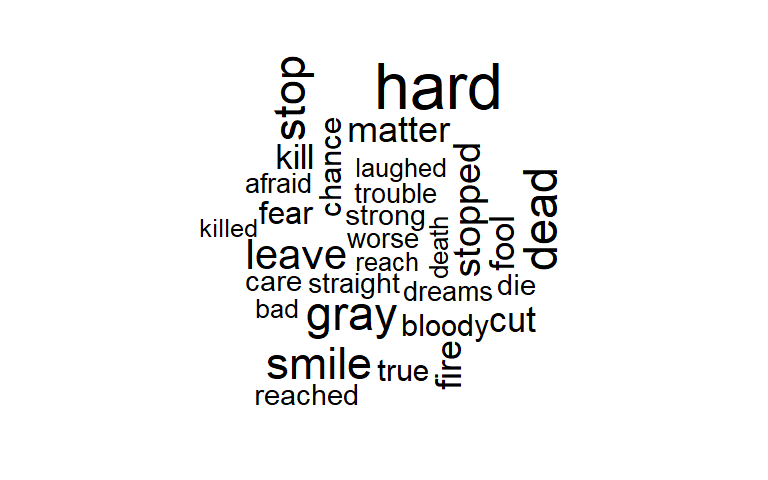 hard
stop
matter
chance
kill
laughed
afraid
trouble
stopped
dead
fear
strong
killed
worse
death
fool
leave
reach
care
straight
dreams
die
bad
gray
bloody
cut
smile
true
fire
reached